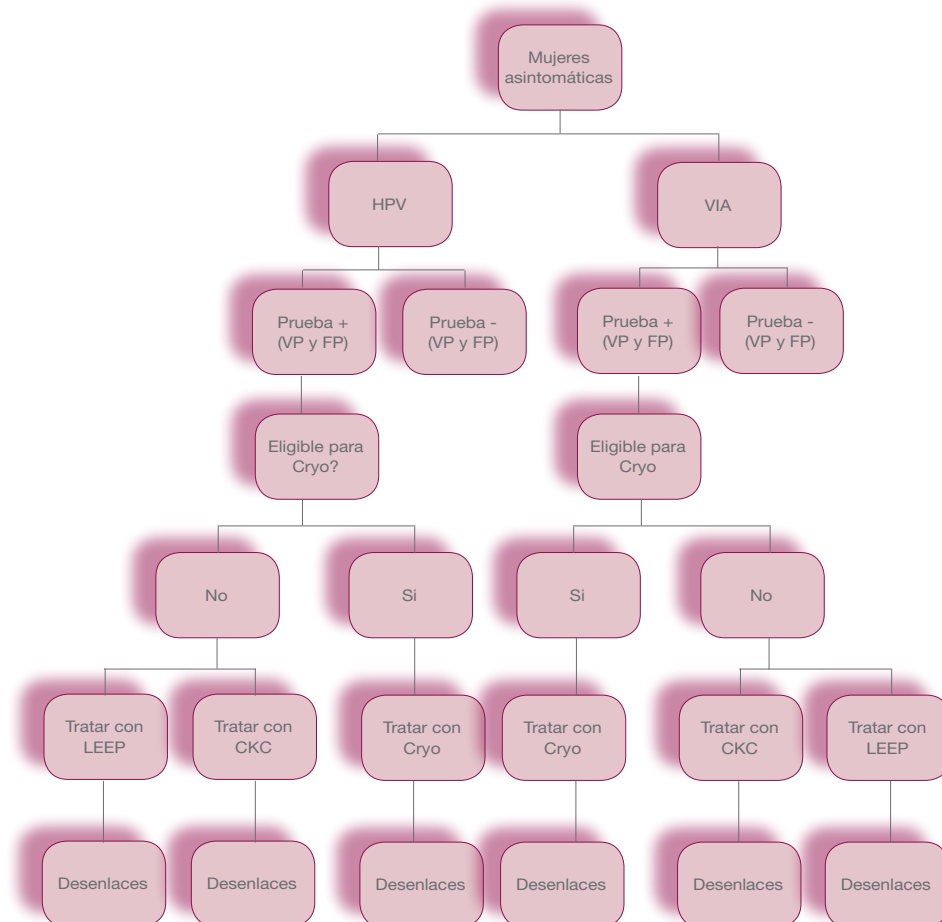 Mujeres
asintomáticas
HPV
VIA
Prueba +
(VP y FP)
Prueba -
(VP y FP)
Prueba +
(VP y FP)
Prueba -
(VP y FP)
Eligible para
Cryo?
Eligible para
Cryo
No
Si
Si
No
Tratar con
LEEP
Tratar con
CKC
Tratar con
Cryo
Tratar con
Cryo
Tratar con
CKC
Tratar con
LEEP
Desenlaces
Desenlaces
Desenlaces
Desenlaces
Desenlaces
Desenlaces